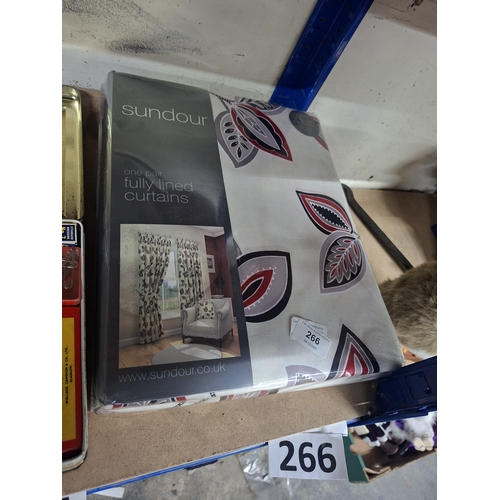 sundour
one pair
fully lined
curtains
www.sundour.co.uk
266
266